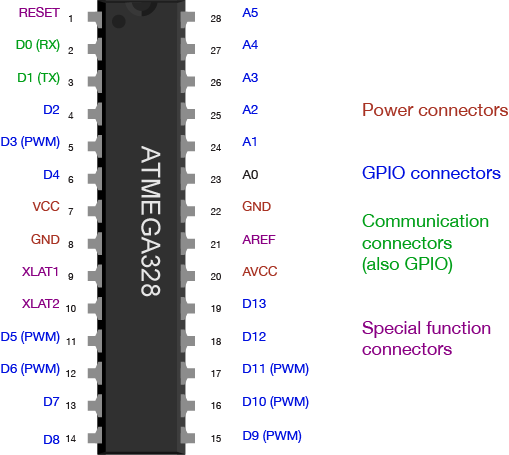 RESET 1 28 A5
D0 (RX) 2 27 A4
D1 (TX) 3 26 A3
D2 4 25 A2
D3 (PWM) 5 24 A1
D4 6 23 A0
VCC 7 22 GND
GND 8 21 AREF
XLAT1 9 20 AVCC
XLAT2 10 19 D13
D5 (PWM) 11 18 D12
D6 (PWM) 12 17 D11 (PWM)
D7 13 16 D10 (PWM)
D8 14 15 D9 (PWM)
ATMEGA328
Power connectors
GPIO connectors
Communication
connectors
(also GPIO)
Special function
connectors